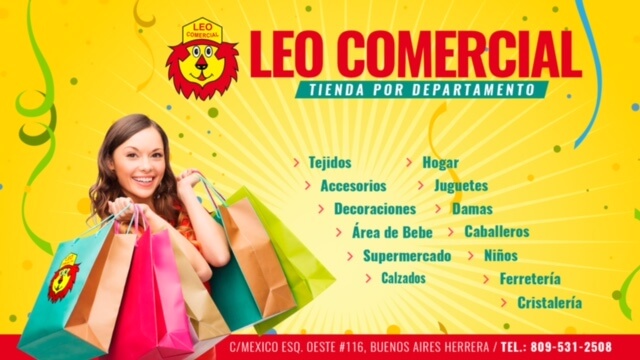 LEO
COMERCIAL
LEO COMERCIAL
TIENDA POR DEPARTAMENTO
Tejidos
Accesorios
Decoraciones
Área de Bebe
Supermercado
Calzados
Hogar
Juguetes
Damas
Caballeros
Niños
Ferretería
Cristalería
LEO
C/MEXICO ESQ. OESTE #116, BUENOS AIRES HERRERA / TEL.: 809-531-2508